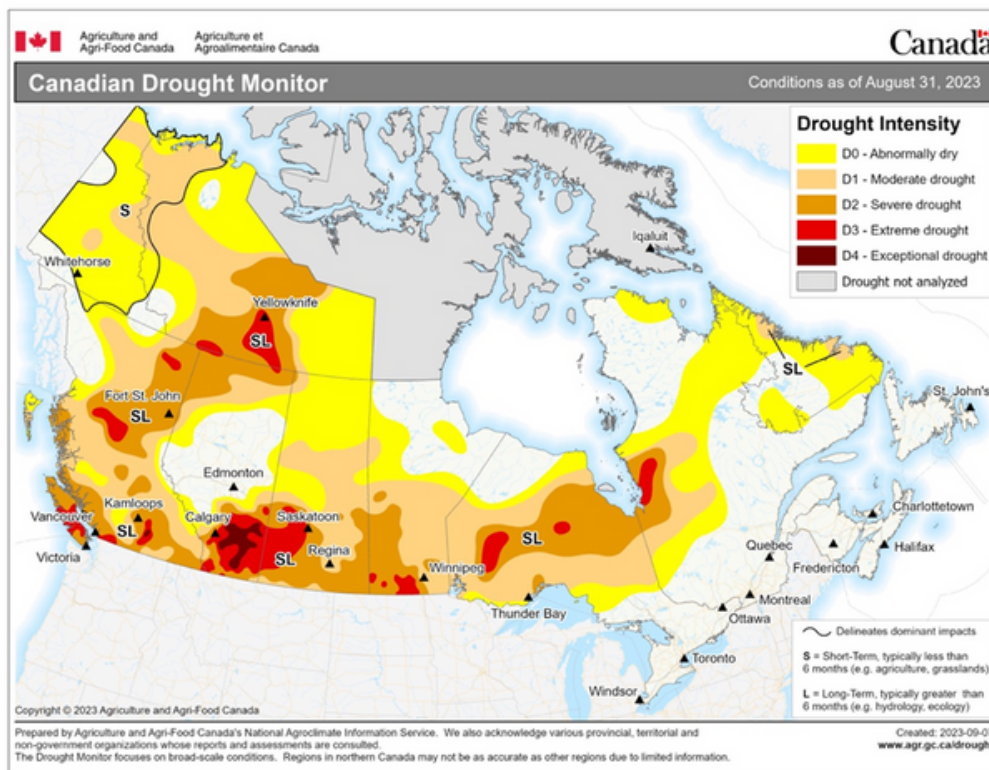 Agriculture and
Agri-Food Canada
Agriculture et
Agroalimentaire Canada
Canada
Canadian Drought Monitor
Conditions as of August 31, 2023
Drought Intensity
D0 - Abnormally dry
D1 - Moderate drought
D2 - Severe drought
D3 - Extreme drought
D4 - Exceptional drought
Drought not analyzed
S
Iqaluit
Whitehorse
Yellowknife
SL
SL
Fort St. John
SL
St. John's
Edmonton
Kamloops
Vancouver
Calgary
Saskatoon
Charlottetown
SL
SL
SL
Regina
Victoria
Winnipeg
Quebec
Halifax
Fredericton
Thunder Bay
Montreal
Ottawa
Toronto
Windsor
Delineates dominant impacts
S = Short-Term, typically less than
6 months (e.g. agriculture, grasslands)
L = Long-Term, typically greater than
6 months (e.g. hydrology, ecology)
Copyright © 2023 Agriculture and Agri-Food Canada
Prepared by Agriculture and Agri-Food Canada's National Agroclimate Information Service. We also acknowledge various provincial, territorial and
non-government organizations whose reports and assessments are consulted.
The Drought Monitor focuses on broad-scale conditions. Regions in northern Canada may not be as accurate as other regions due to limited information.
Created: 2023-09-0
www.agr.gc.ca/drough